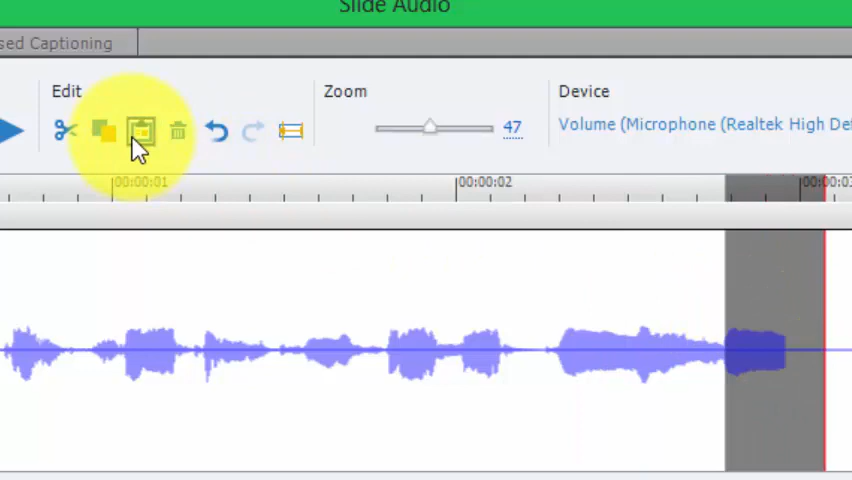 Slide Audio
sed Captioning
Edit
Zoom
Device
47
Volume (Microphone (Realtek High De
00:00:01
00:00:02
00:00:03